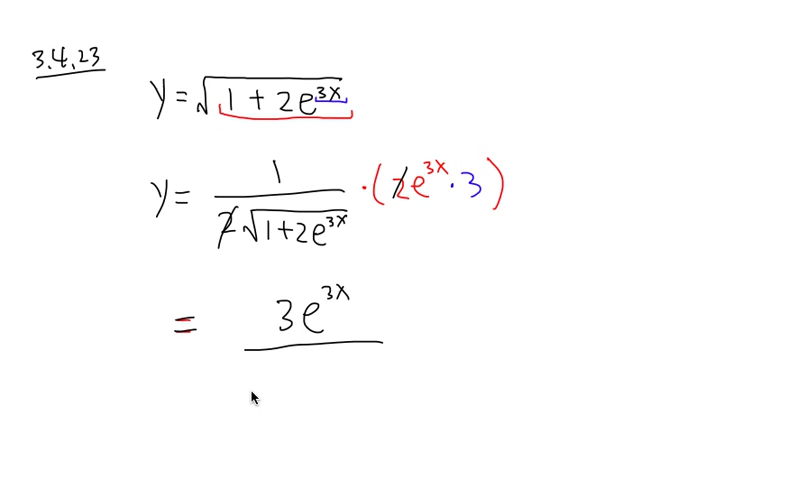 3.4.23
y = √(1 + 2e^{3x})
y = 1/(2√(1+2e^{3x})) · (2e^{3x} · 3)
= 3e^{3x}